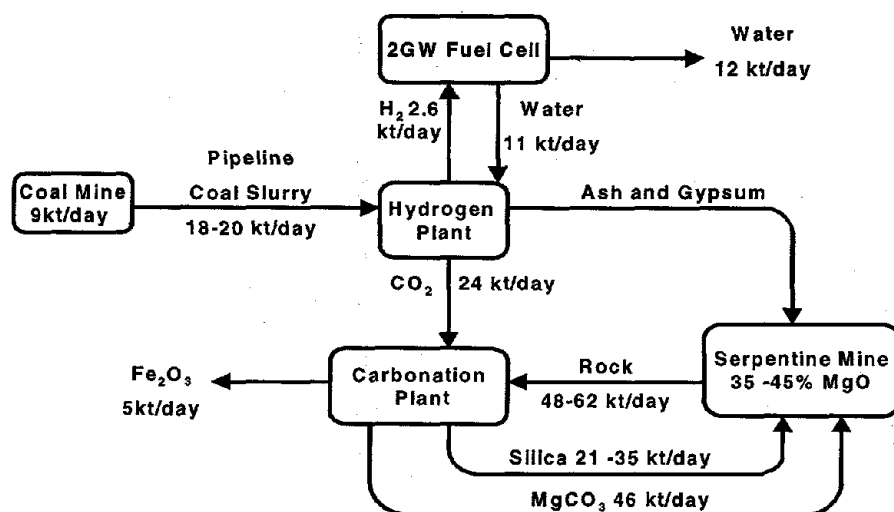 2GW Fuel Cell
Water
12 kt/day
H₂ 2.6
kt/day
Water
11 kt/day
Pipeline
Coal Slurry
18-20 kt/day
Coal Mine
9kt/day
Hydrogen
Plant
Ash and Gypsum
CO₂ 24 kt/day
Fe₂O₃
5kt/day
Carbonation
Plant
Rock
48-62 kt/day
Serpentine Mine
35 -45% MgO
Silica 21 -35 kt/day
MgCO₃ 46 kt/day